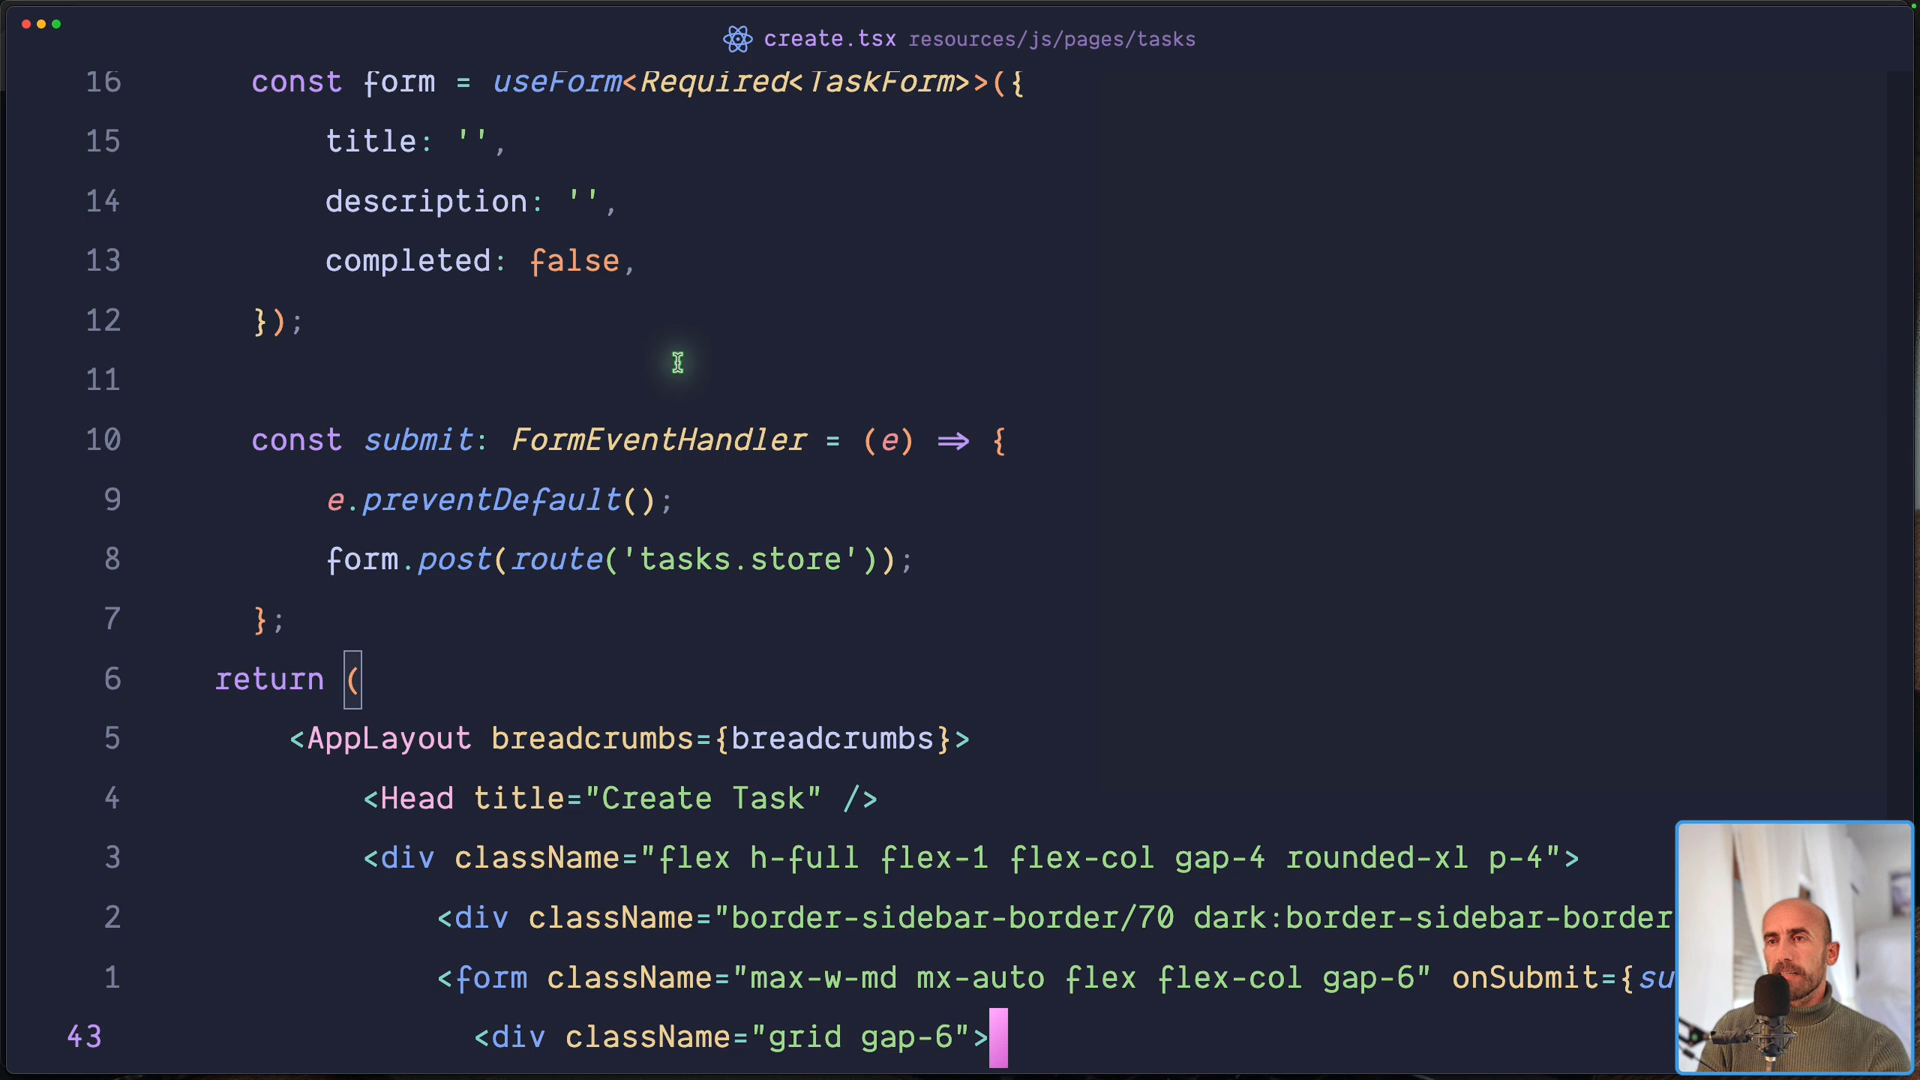 create.tsx resources/js/pages/tasks
16 const form = useForm<Required<TaskForm>>({
15 title: '',
14 description: '',
13 completed: false,
12 });
11
10 const submit: FormEventHandler = (e) ⇒ {
9 e.preventDefault();
8 form.post(route('tasks.store'));
7 };
6 return (
5 <AppLayout breadcrumbs={breadcrumbs}>
4 <Head title="Create Task" />
3 <div className="flex h-full flex-1 flex-col gap-4 rounded-xl p-4">
2 <div className="border-sidebar-border/70 dark:border-sidebar-border
1 <form className="max-w-md mx-auto flex flex-col gap-6" onSubmit={su
43 <div className="grid gap-6">